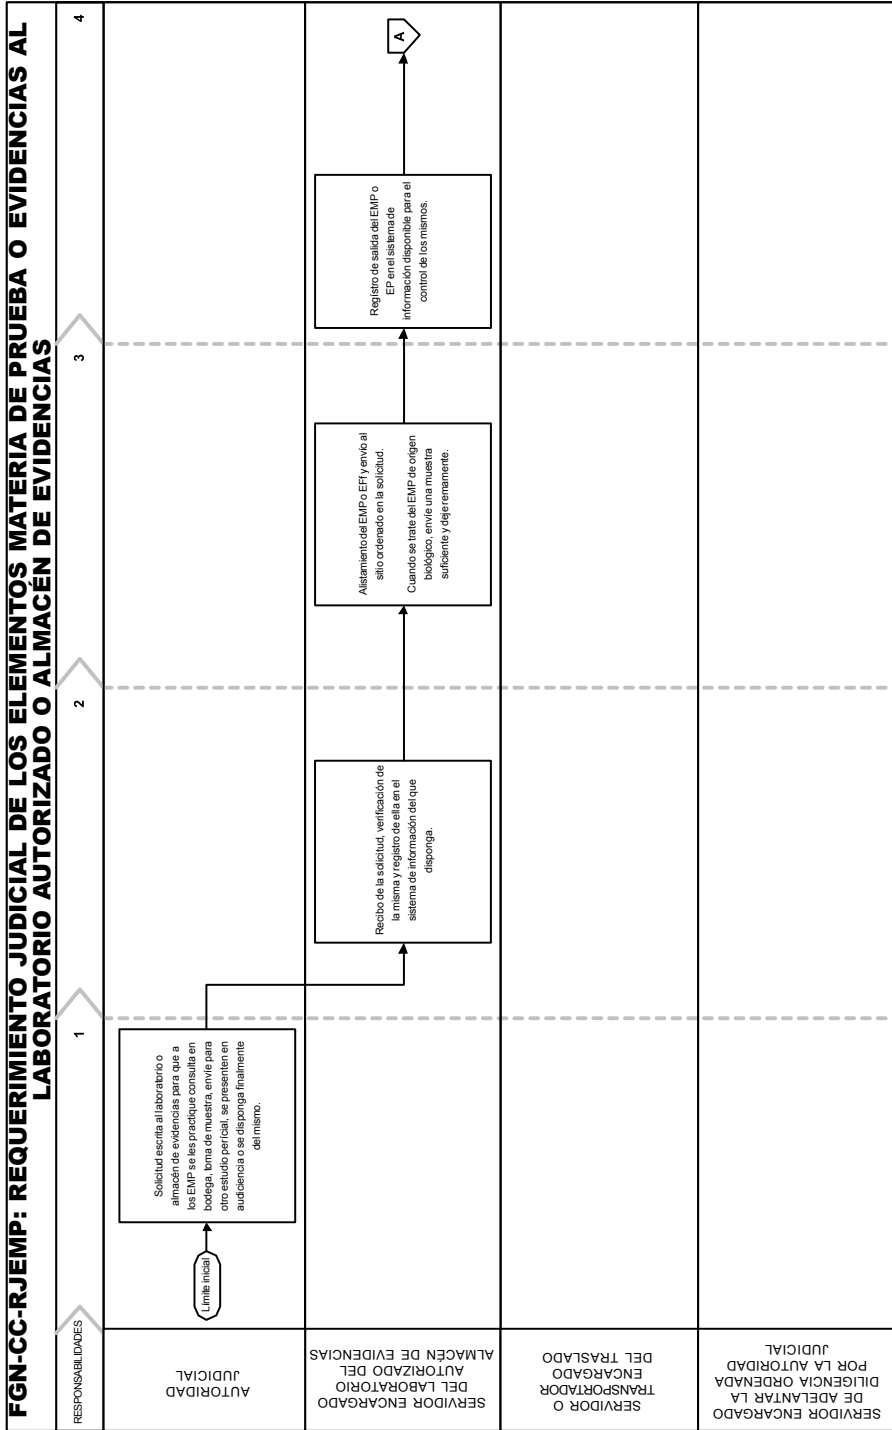 FGN-CC-RJEMP: REQUERIMIENTO JUDICIAL DE LOS ELEMENTOS MATERIA DE PRUEBA O EVIDENCIAS AL
LABORATORIO AUTORIZADO O ALMACÉN DE EVIDENCIAS
RESPONSABILIDADES
1
2
3
4
AUTORIDAD
JUDICIAL
Límite inicial
Solicitud escrita al laboratorio o
almacén de evidencias para que a
los EMP se les practique consulta en
bodega, toma de muestra, envíe para
otro estudio pericial, se presenten en
audiciencia o se disponga finalmente
del mismo.
SERVIDOR ENCARGADO
DEL LABORATORIO
AUTORIZADO DEL
ALMACÉN DE EVIDENCIAS
Recibo de la solicitud, verificación de
la misma y registro de ella en el
sistema de información del que
disponga.
Alistamiento del EMP o EFf y envío al
sitio ordenado en la solicitud.
Cuando se trate del EMP de origen
biológico, envíe una muestra
suficiente y deje remamente.
Registro de salida del EMP o
EP en el sistema de
información disponible para el
control de los mismos.
A
SERVIDOR O
TRANSPORTADOR
ENCARGADO
DEL TRASLADO
SERVIDOR ENCARGADO
DE ADELANTAR LA
DILIGENCIA ORDENADA
POR LA AUTORIDAD
JUDICIAL